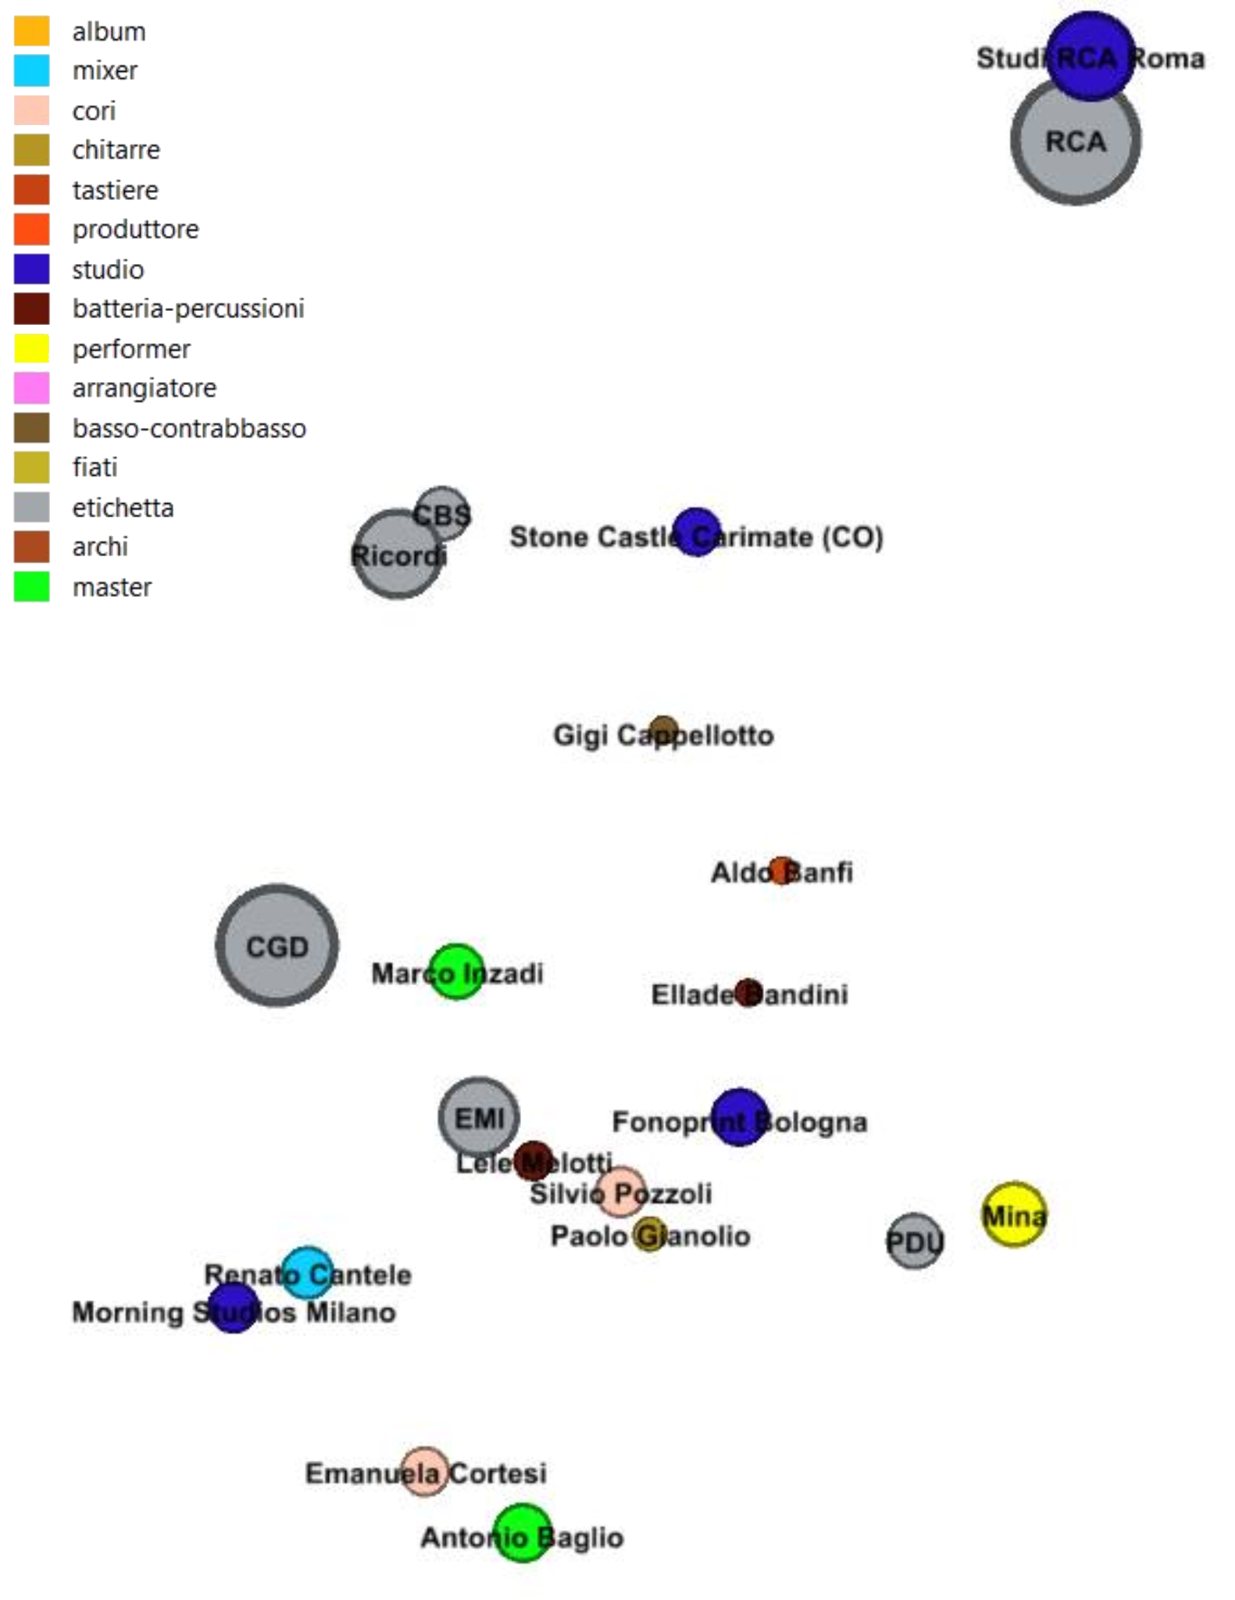 album
mixer
cori
chitarre
tastiere
produttore
studio
batteria-percussioni
performer
arrangiatore
basso-contrabbasso
fiati
etichetta
archi
master
Studi RCA Roma
RCA
CBS
Ricordi
Stone Castle Carimate (CO)
Gigi Cappellotto
Aldo Banfi
CGD
Marco Inzadi
Ellade Bandini
EMI
Fonoprint Bologna
Lele Melotti
Silvio Pozzoli
Mina
Paolo Gianolio
PDU
Renato Cantele
Morning Studios Milano
Emanuela Cortesi
Antonio Baglio